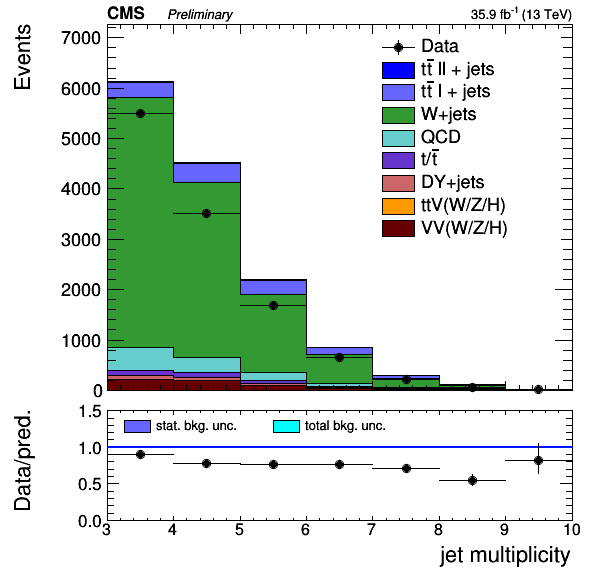 CMS Preliminary 35.9 fb⁻¹ (13 TeV)
Events
7000
6000
5000
4000
3000
2000
1000
0
Data
tt̄ ll + jets
tt̄ l + jets
W+jets
QCD
t/t̄
DY+jets
ttV(W/Z/H)
VV(W/Z/H)
Data/pred.
1.5
1.0
0.5
0.0
stat. bkg. unc. total bkg. unc.
3 4 5 6 7 8 9 10
jet multiplicity